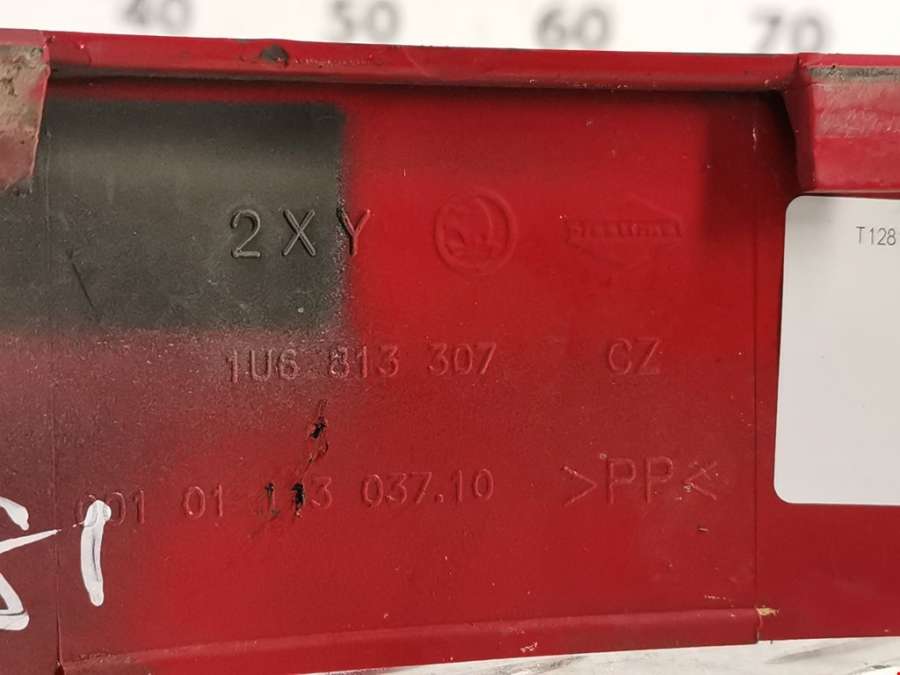 40 50 60 70
2XY
T128
1U6 813 307 CZ
037.10 >PP<